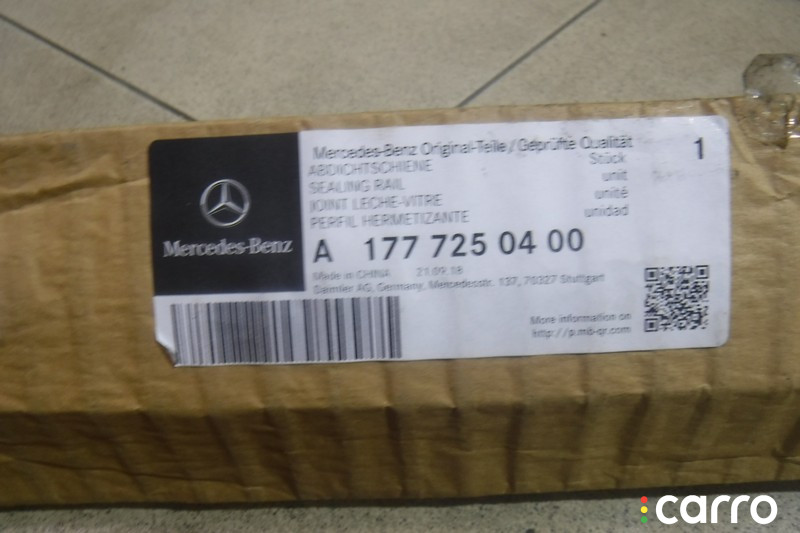 Mercedes-Benz Original-Teile / Geprüfte Qualität
1
ABDICHTSCHIENE Stück
SEALING RAIL unit
JOINT LECHE-VITRE unité
PERFIL HERMETIZANTE unidad
Mercedes-Benz
A 177 725 04 00
Made in CHINA 21.09.18
Daimler AG, Germany, Mercedesstr. 137, 70327 Stuttgart
More information on
http://p.mb-qr.com
carro